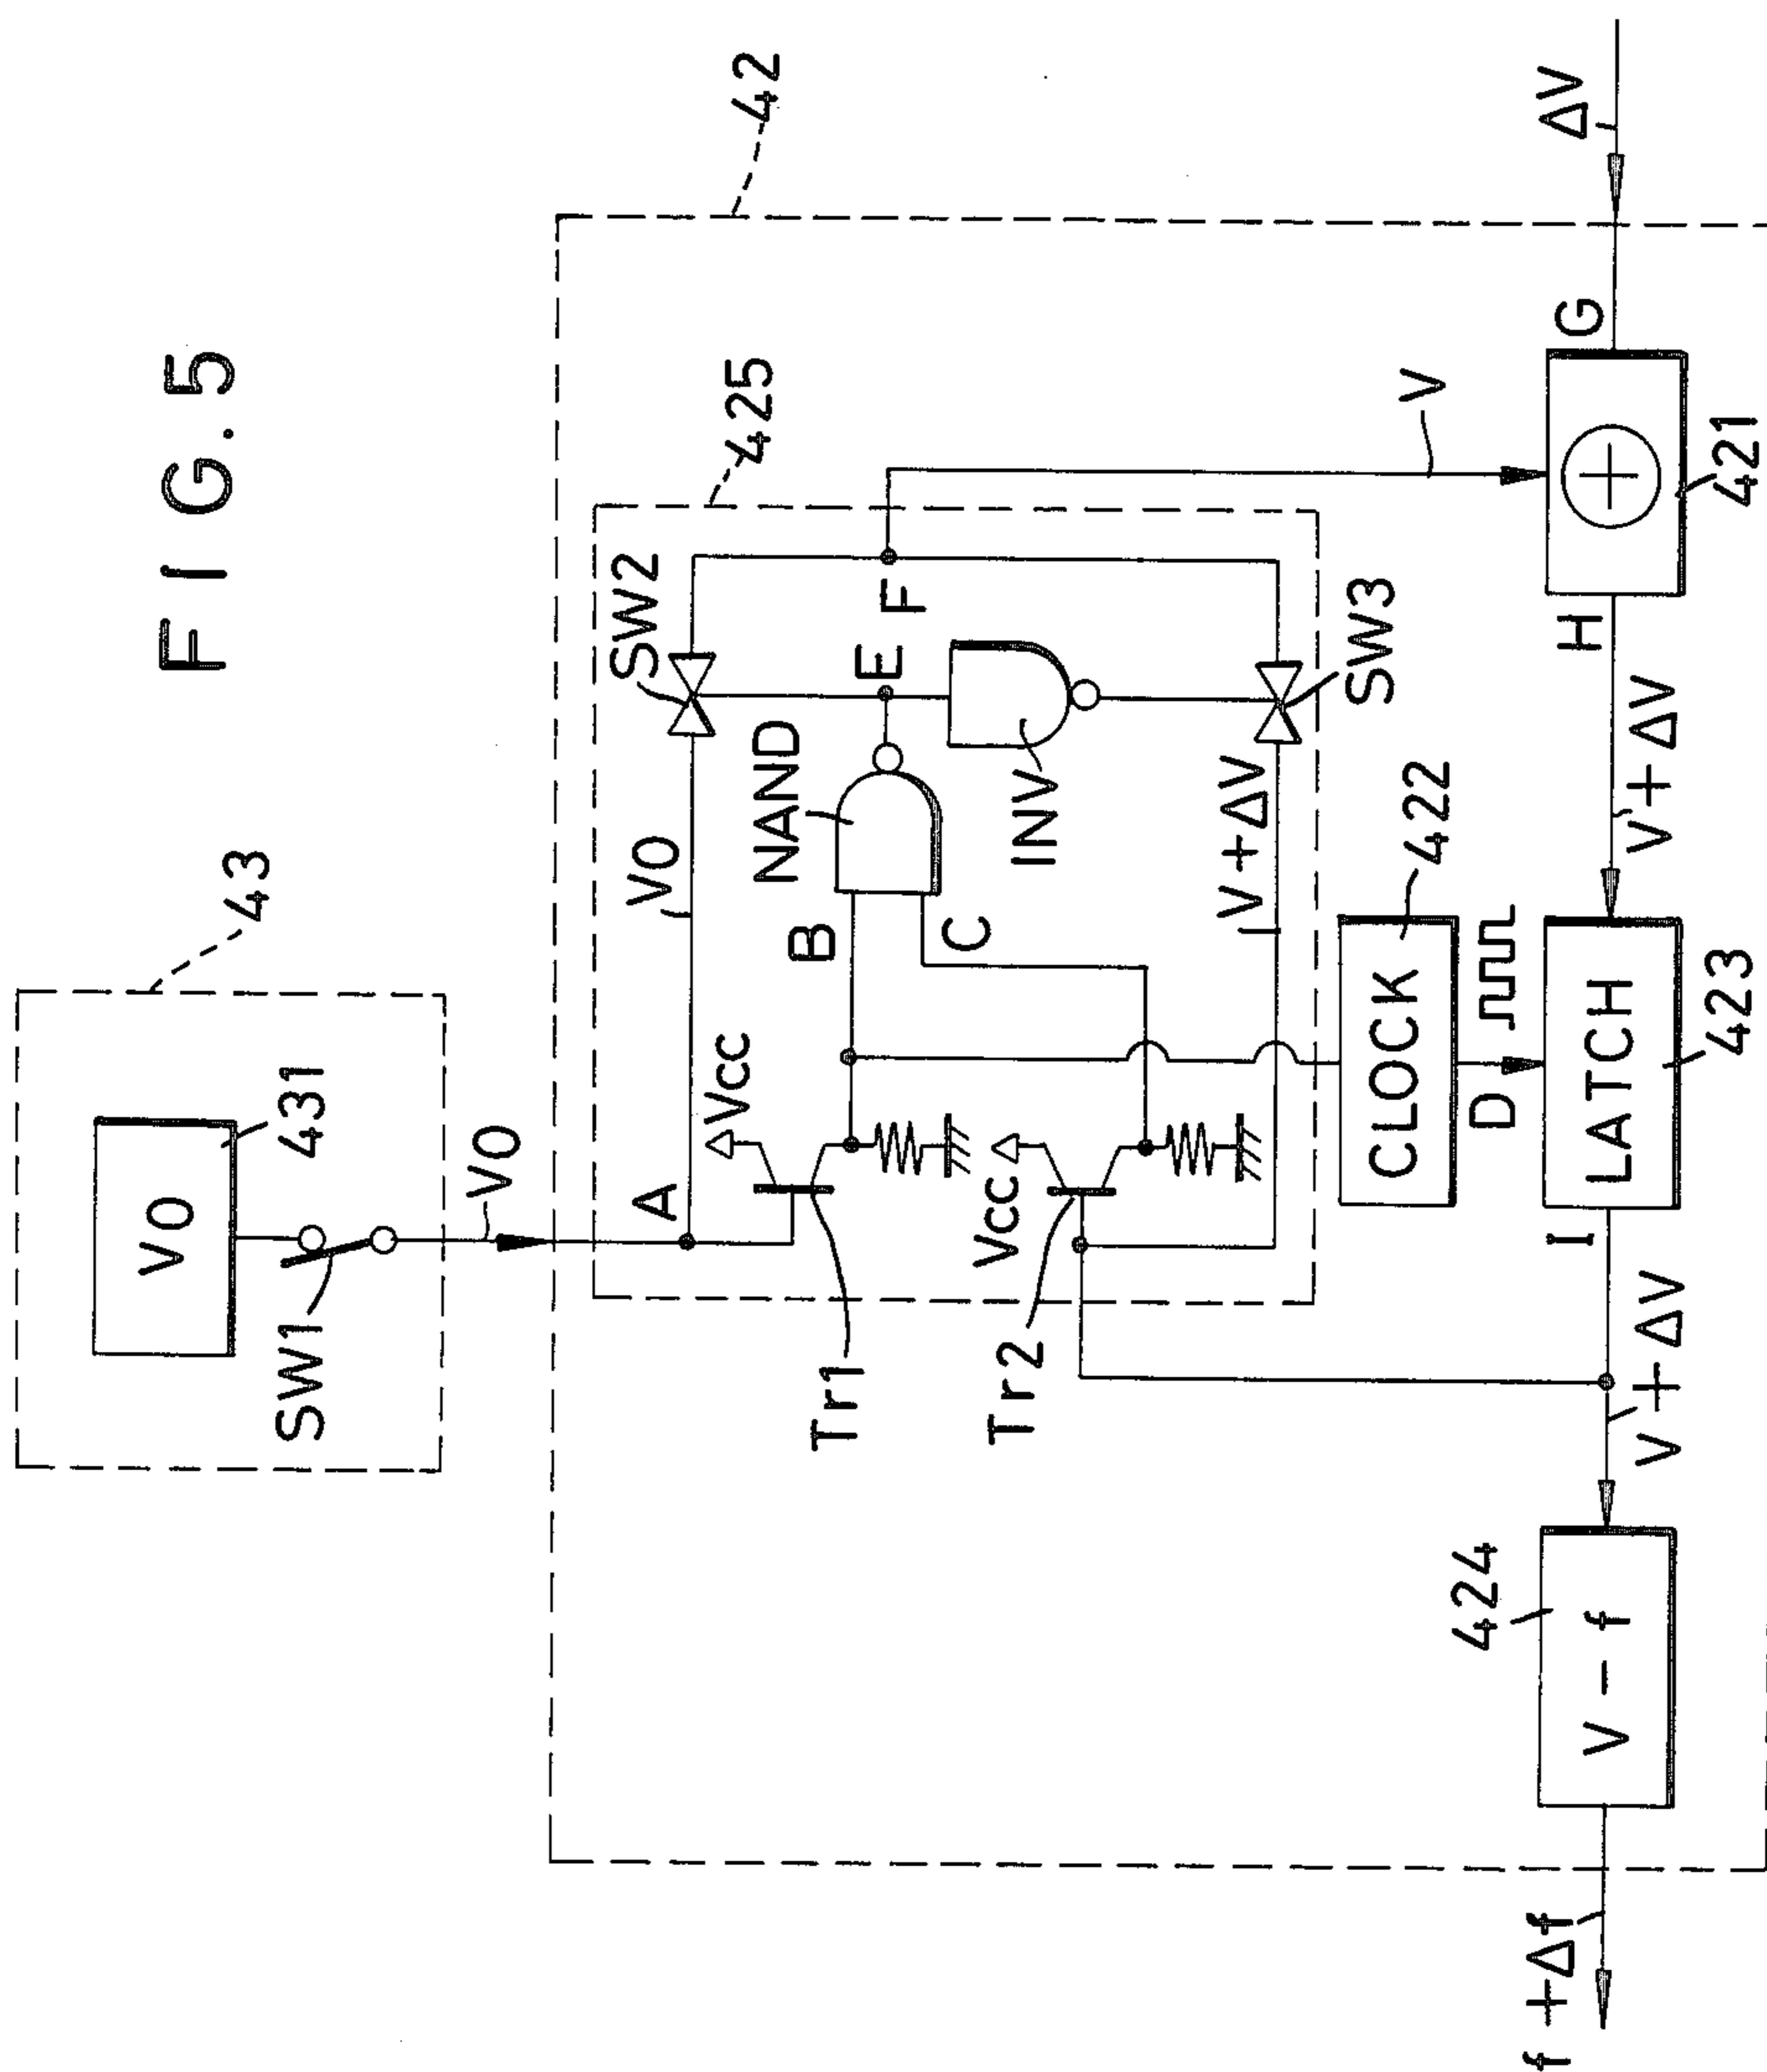 FIG. 5
43
V0
431
SW1
V0
42
425
A
V0
SW2
Vcc
Tr1
B
NAND
C
E
F
INV
Vcc
Tr2
V+ΔV
SW3
V
CLOCK
422
D
ΔV
G
421
H
V+ΔV
LATCH
423
I
V+ΔV
V-f
424
f+Δf